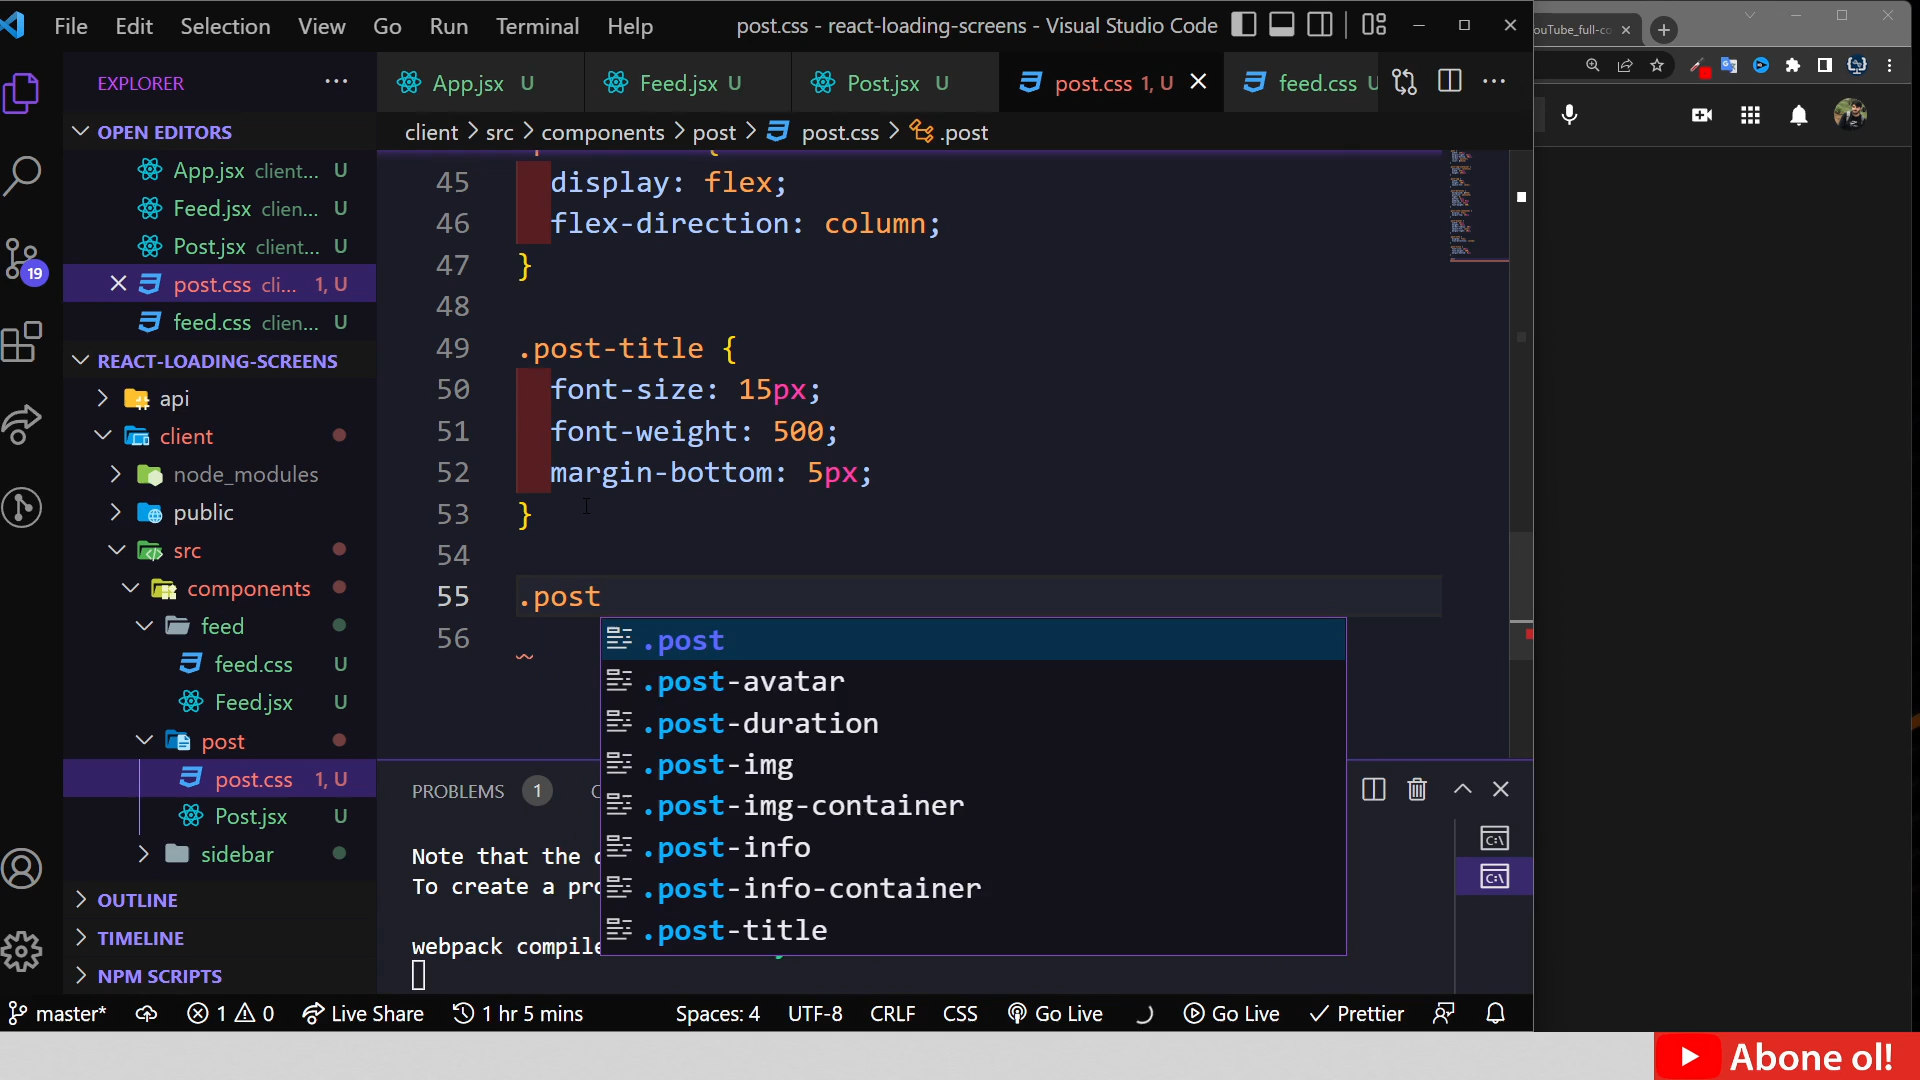 File Edit Selection View Go Run Terminal Help post.css - react-loading-screens - Visual Studio Code
EXPLORER
App.jsx U Feed.jsx U Post.jsx U post.css 1, U feed.css U
OPEN EDITORS
client > src > components > post > post.css > .post
App.jsx client... U
Feed.jsx clien... U
Post.jsx client... U
post.css cli... 1, U
feed.css clien... U
REACT-LOADING-SCREENS
api
client
node_modules
public
src
components
feed
feed.css U
Feed.jsx U
post
post.css 1, U
Post.jsx U
sidebar
OUTLINE
TIMELINE
NPM SCRIPTS
19
45 display: flex;
46 flex-direction: column;
47 }
48
49 .post-title {
50 font-size: 15px;
51 font-weight: 500;
52 margin-bottom: 5px;
53 }
54
55 .post
56
.post
.post-avatar
.post-duration
.post-img
.post-img-container
.post-info
.post-info-container
.post-title
PROBLEMS 1
Note that the
To create a
webpack
master* 1 0 Live Share 1 hr 5 mins Spaces: 4 UTF-8 CRLF CSS Go Live Go Live Prettier
Abone ol!